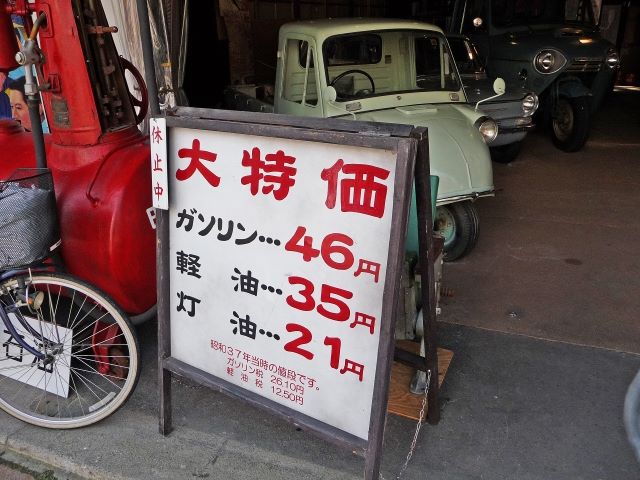 休止中
大特価
ガソリン…46円
軽油…35円
灯油…21円
昭和37年当時の値段です。
ガソリン税 26.10円
軽油税 12.50円